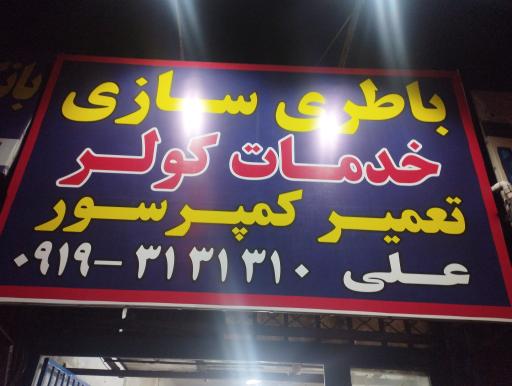 باطری سازی
خدمات کولر
تعمیر کمپرسور
علی ۰۹۱۹-۳۱۳۱۳۱۰